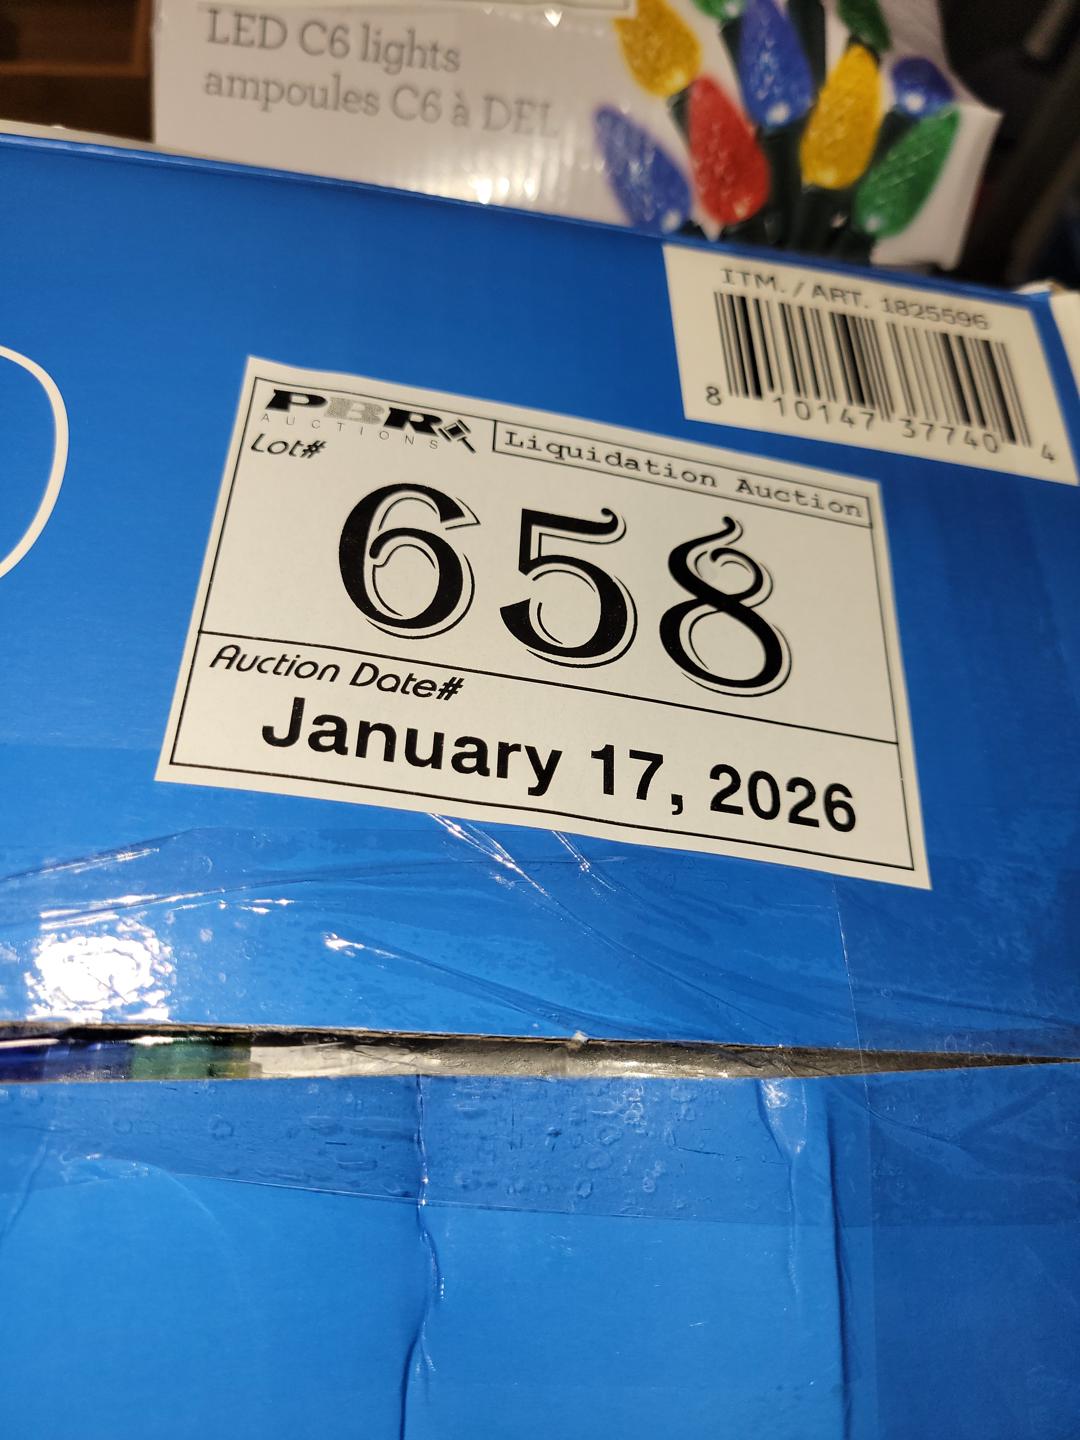 LED C6 lights
ampoules C6 à DEL
ITM. / ART. 1825596
8 10147 37740 4
PBR
AUCTIONS
Liquidation Auction
Lot#
658
Auction Date#
January 17, 2026